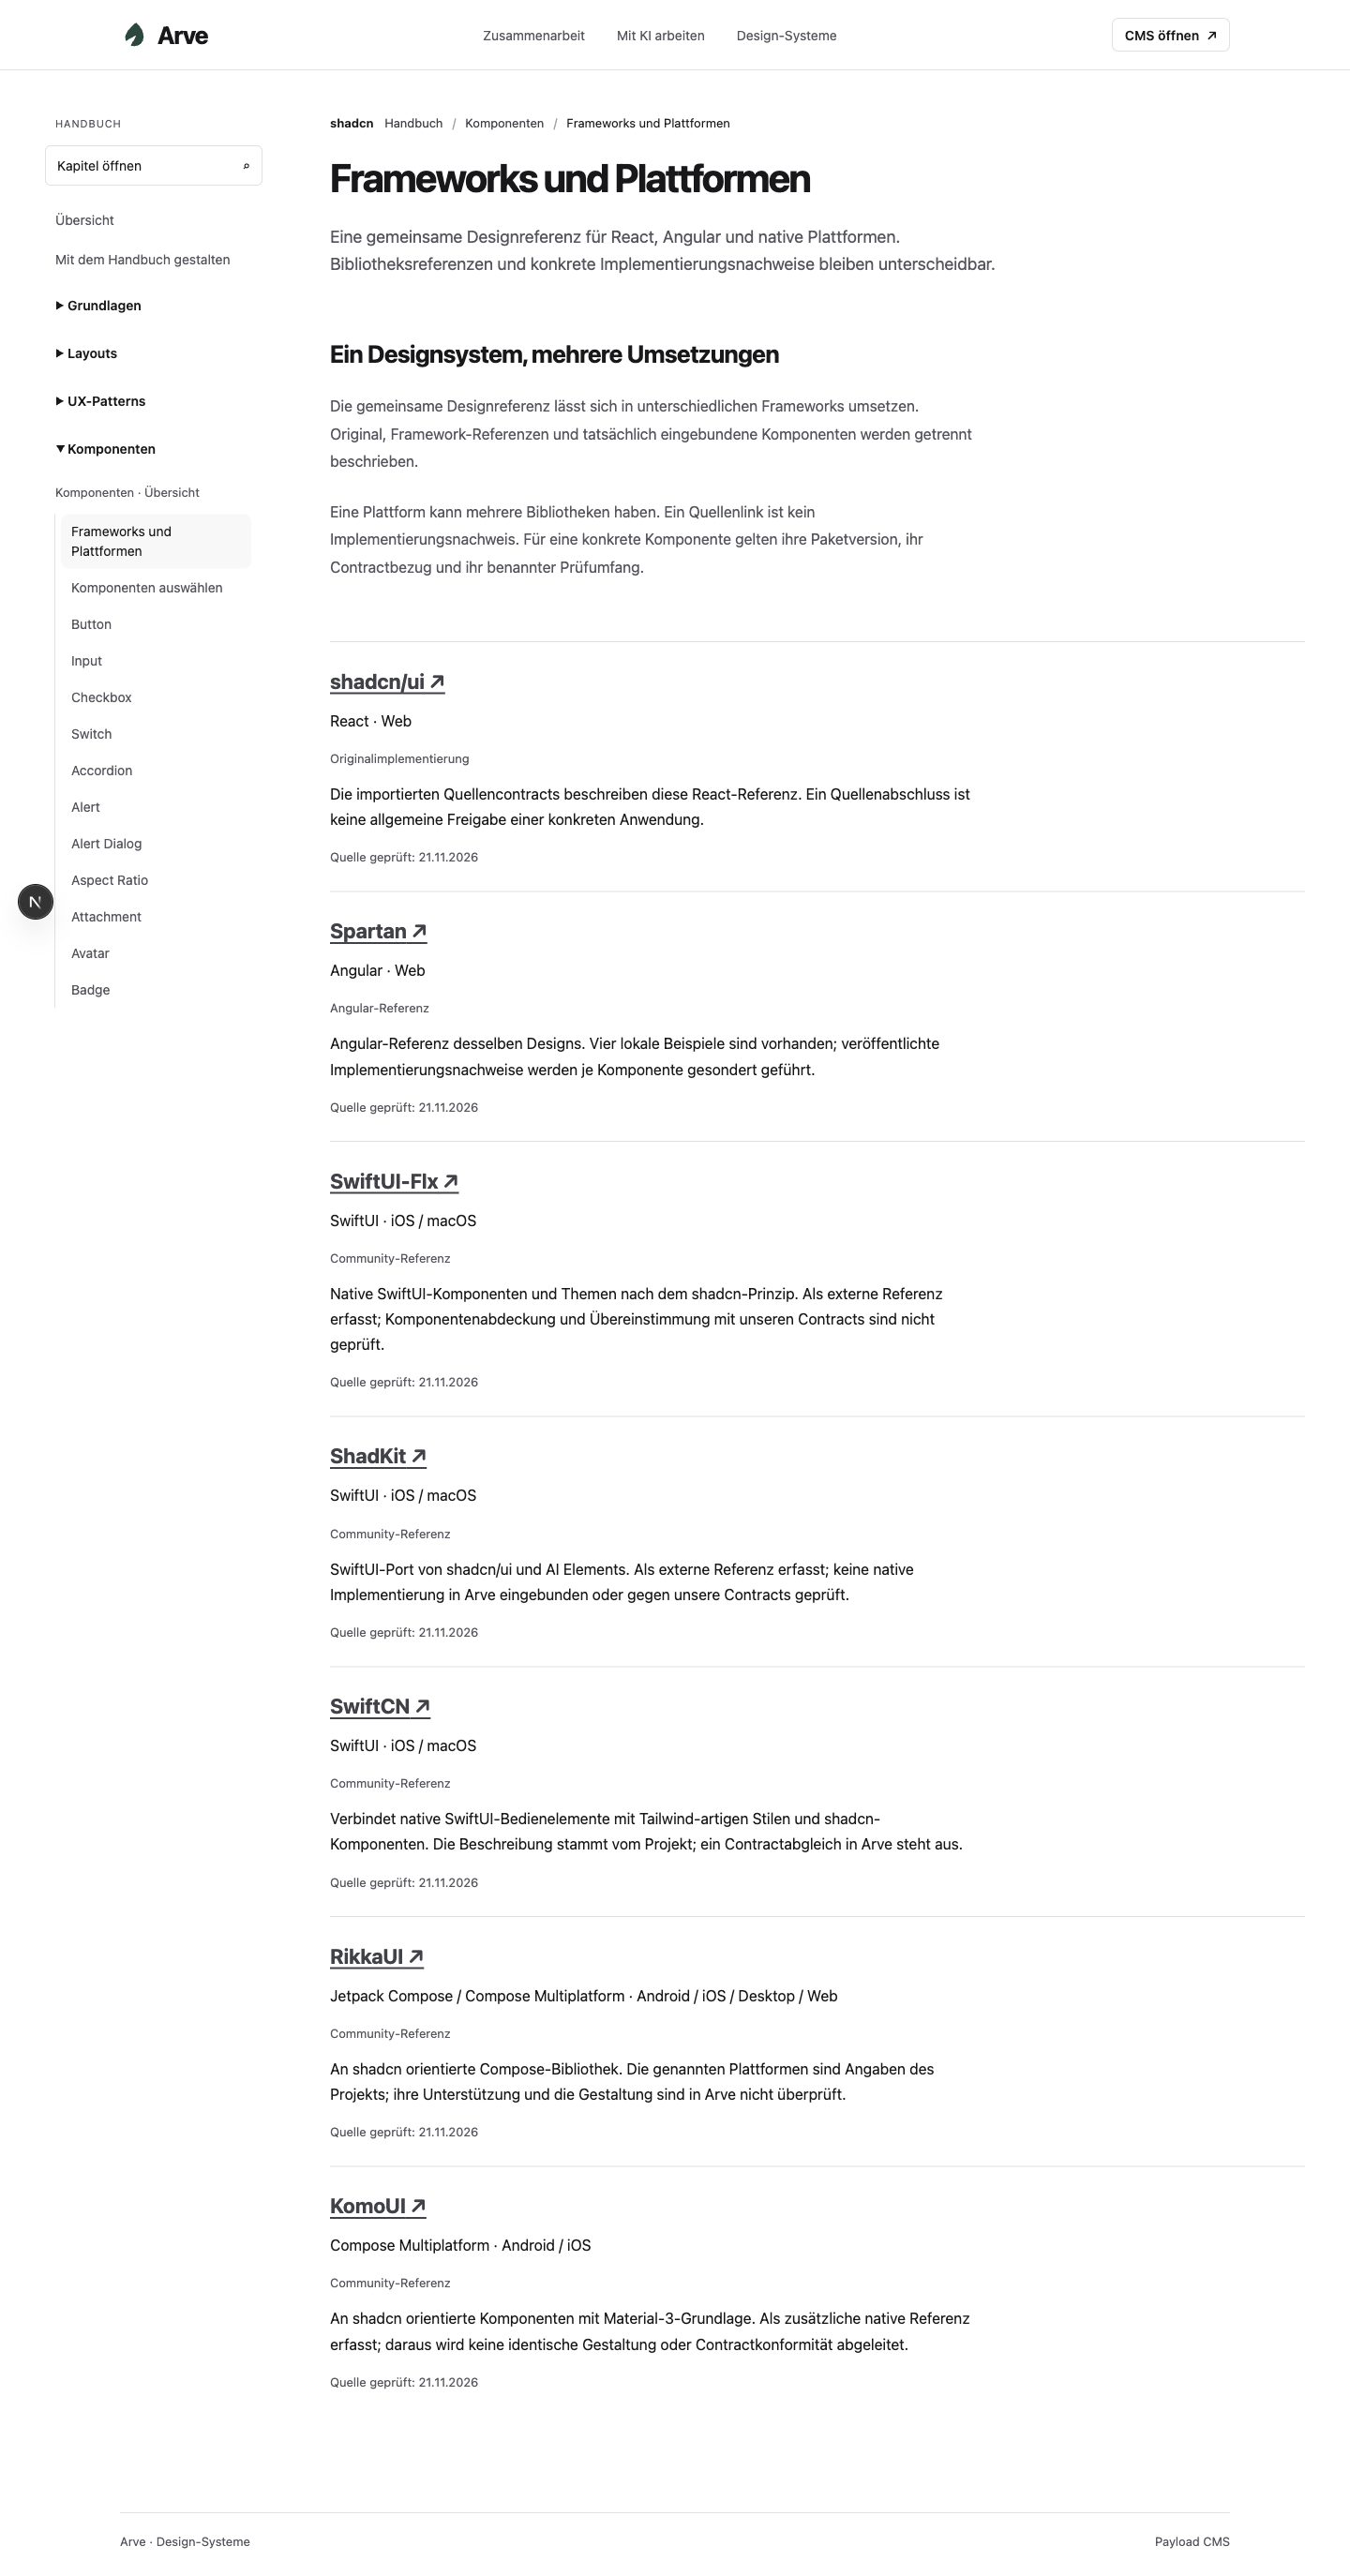 Arve
Zusammenarbeit
Mit KI arbeiten
Design-Systeme
CMS öffnen ↗
HANDBUCH
Kapitel öffnen
Übersicht
Mit dem Handbuch gestalten
▶ Grundlagen
▶ Layouts
▶ UX-Patterns
▼ Komponenten
Komponenten · Übersicht
Frameworks und
Plattformen
Komponenten auswählen
Button
Input
Checkbox
Switch
Accordion
Alert
Alert Dialog
Aspect Ratio
Attachment
Avatar
Badge
N
shadcn Handbuch / Komponenten / Frameworks und Plattformen
Frameworks und Plattformen
Eine gemeinsame Designreferenz für React, Angular und native Plattformen.
Bibliotheksreferenzen und konkrete Implementierungsnachweise bleiben unterscheidbar.
Ein Designsystem, mehrere Umsetzungen
Die gemeinsame Designreferenz lässt sich in unterschiedlichen Frameworks umsetzen.
Original, Framework-Referenzen und tatsächlich eingebundene Komponenten werden getrennt
beschrieben.
Eine Plattform kann mehrere Bibliotheken haben. Ein Quellenlink ist kein
Implementierungsnachweis. Für eine konkrete Komponente gelten ihre Paketversion, ihr
Contractbezug und ihr benannter Prüfumfang.
shadcn/ui ↗
React · Web
Originalimplementierung
Die importierten Quellencontracts beschreiben diese React-Referenz. Ein Quellenabschluss ist
keine allgemeine Freigabe einer konkreten Anwendung.
Quelle geprüft: 21.11.2026
Spartan ↗
Angular · Web
Angular-Referenz
Angular-Referenz desselben Designs. Vier lokale Beispiele sind vorhanden; veröffentlichte
Implementierungsnachweise werden je Komponente gesondert geführt.
Quelle geprüft: 21.11.2026
SwiftUI-Flx ↗
SwiftUI · iOS / macOS
Community-Referenz
Native SwiftUI-Komponenten und Themen nach dem shadcn-Prinzip. Als externe Referenz
erfasst; Komponentenabdeckung und Übereinstimmung mit unseren Contracts sind nicht
geprüft.
Quelle geprüft: 21.11.2026
ShadKit ↗
SwiftUI · iOS / macOS
Community-Referenz
SwiftUI-Port von shadcn/ui und AI Elements. Als externe Referenz erfasst; keine native
Implementierung in Arve eingebunden oder gegen unsere Contracts geprüft.
Quelle geprüft: 21.11.2026
SwiftCN ↗
SwiftUI · iOS / macOS
Community-Referenz
Verbindet native SwiftUI-Bedienelemente mit Tailwind-artigen Stilen und shadcn-
Komponenten. Die Beschreibung stammt vom Projekt; ein Contractabgleich in Arve steht aus.
Quelle geprüft: 21.11.2026
RikkaUI ↗
Jetpack Compose / Compose Multiplatform · Android / iOS / Desktop / Web
Community-Referenz
An shadcn orientierte Compose-Bibliothek. Die genannten Plattformen sind Angaben des
Projekts; ihre Unterstützung und die Gestaltung sind in Arve nicht überprüft.
Quelle geprüft: 21.11.2026
KomoUI ↗
Compose Multiplatform · Android / iOS
Community-Referenz
An shadcn orientierte Komponenten mit Material-3-Grundlage. Als zusätzliche native Referenz
erfasst; daraus wird keine identische Gestaltung oder Contractkonformität abgeleitet.
Quelle geprüft: 21.11.2026
Arve · Design-Systeme
Payload CMS